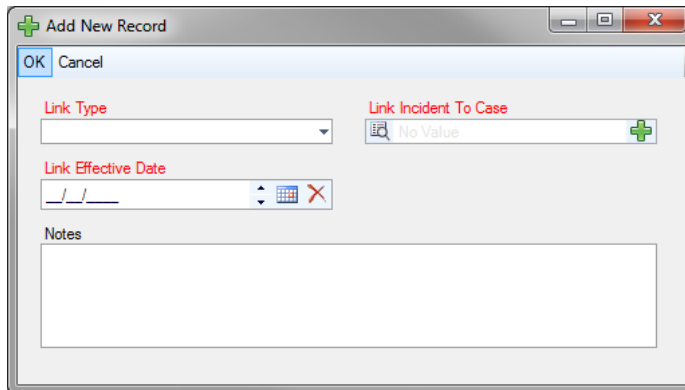 Add New Record
OK Cancel
Link Type
Link Incident To Case
No Value
Link Effective Date
__/__/____
Notes